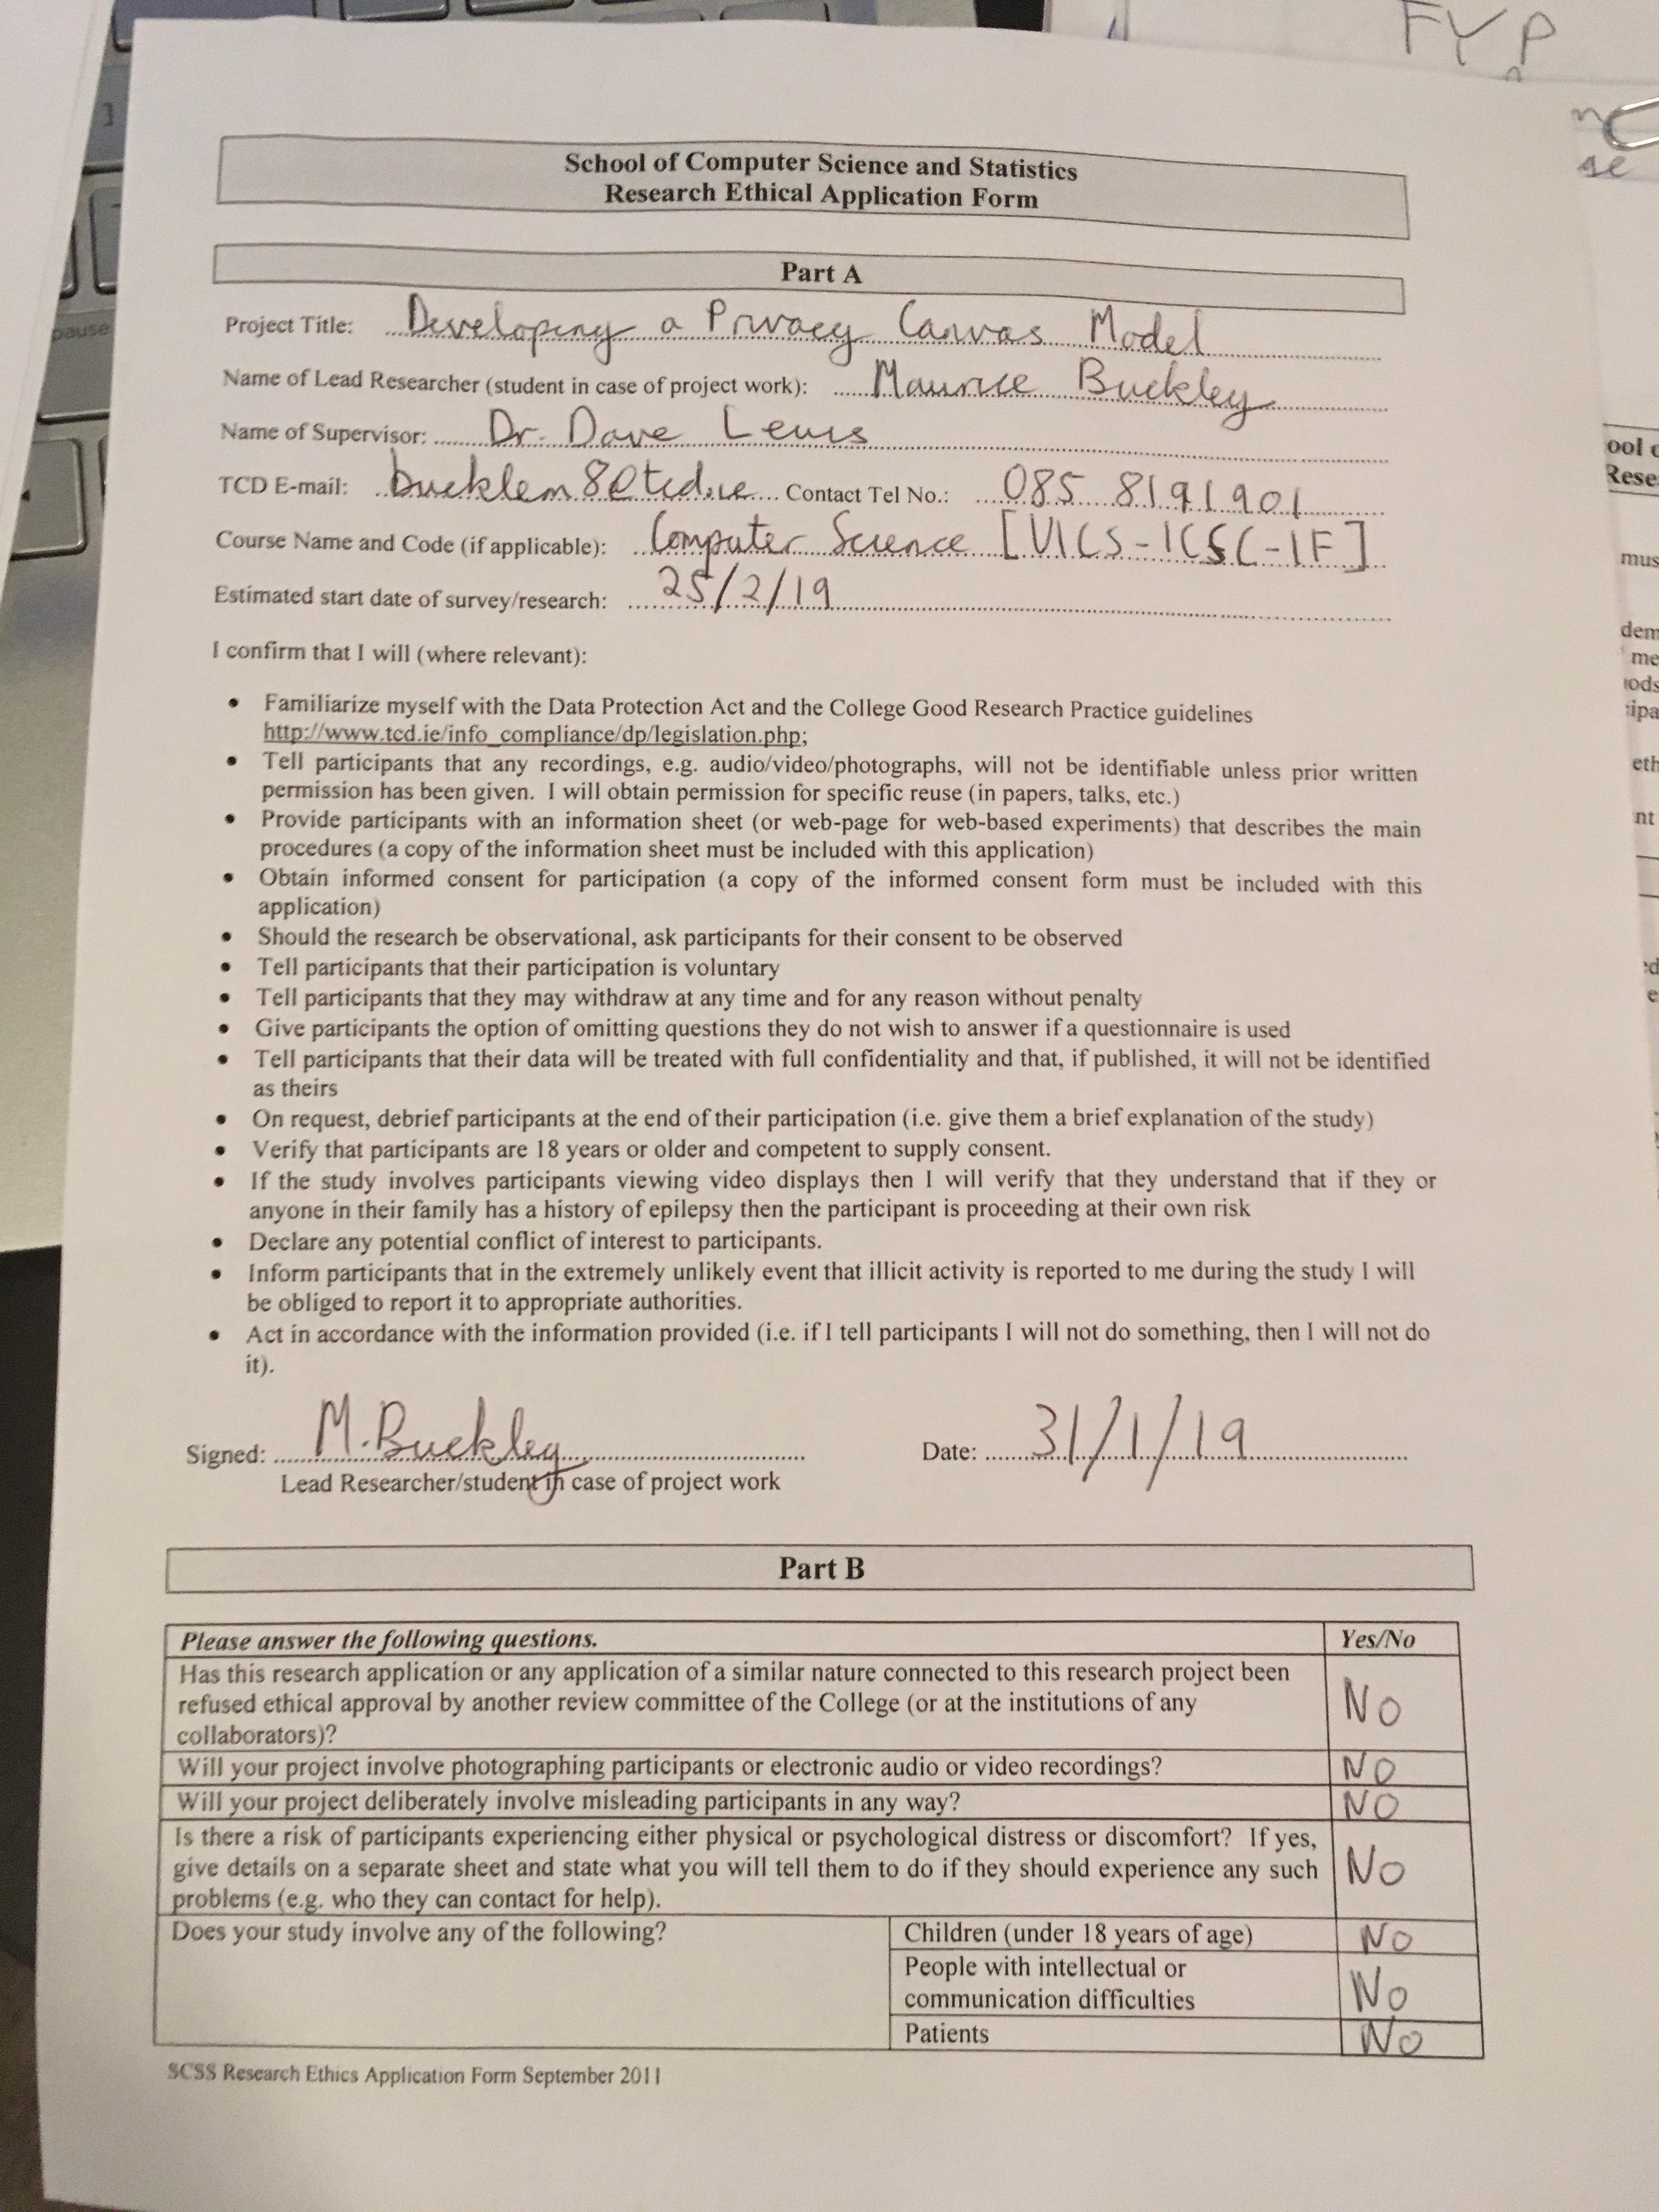 FYP
School of Computer Science and Statistics
Research Ethical Application Form
Part A
Project Title: Developing a Privacy Canvas Model
Name of Lead Researcher (student in case of project work): Maurice Buckley
Name of Supervisor: Dr. Dave Lewis
TCD E-mail: bucklem8@tcd.ie Contact Tel No.: 085 8191901
Course Name and Code (if applicable): Computer Science [UICS-ICSC-1F]
Estimated start date of survey/research: 25/2/19
I confirm that I will (where relevant):
• Familiarize myself with the Data Protection Act and the College Good Research Practice guidelines
http://www.tcd.ie/info_compliance/dp/legislation.php;
• Tell participants that any recordings, e.g. audio/video/photographs, will not be identifiable unless prior written
permission has been given. I will obtain permission for specific reuse (in papers, talks, etc.)
• Provide participants with an information sheet (or web-page for web-based experiments) that describes the main
procedures (a copy of the information sheet must be included with this application)
• Obtain informed consent for participation (a copy of the informed consent form must be included with this
application)
• Should the research be observational, ask participants for their consent to be observed
• Tell participants that their participation is voluntary
• Tell participants that they may withdraw at any time and for any reason without penalty
• Give participants the option of omitting questions they do not wish to answer if a questionnaire is used
• Tell participants that their data will be treated with full confidentiality and that, if published, it will not be identified
as theirs
• On request, debrief participants at the end of their participation (i.e. give them a brief explanation of the study)
• Verify that participants are 18 years or older and competent to supply consent.
• If the study involves participants viewing video displays then I will verify that they understand that if they or
anyone in their family has a history of epilepsy then the participant is proceeding at their own risk
• Declare any potential conflict of interest to participants.
• Inform participants that in the extremely unlikely event that illicit activity is reported to me during the study I will
be obliged to report it to appropriate authorities.
• Act in accordance with the information provided (i.e. if I tell participants I will not do something, then I will not do
it).
Signed: M. Buckley Date: 31/1/19
Lead Researcher/student in case of project work
Part B
Please answer the following questions. Yes/No
Has this research application or any application of a similar nature connected to this research project been
refused ethical approval by another review committee of the College (or at the institutions of any
collaborators)? No
Will your project involve photographing participants or electronic audio or video recordings? NO
Will your project deliberately involve misleading participants in any way? NO
Is there a risk of participants experiencing either physical or psychological distress or discomfort? If yes,
give details on a separate sheet and state what you will tell them to do if they should experience any such
problems (e.g. who they can contact for help). No
Does your study involve any of the following? Children (under 18 years of age) No
People with intellectual or
communication difficulties No
Patients No
SCSS Research Ethics Application Form September 2011
pause